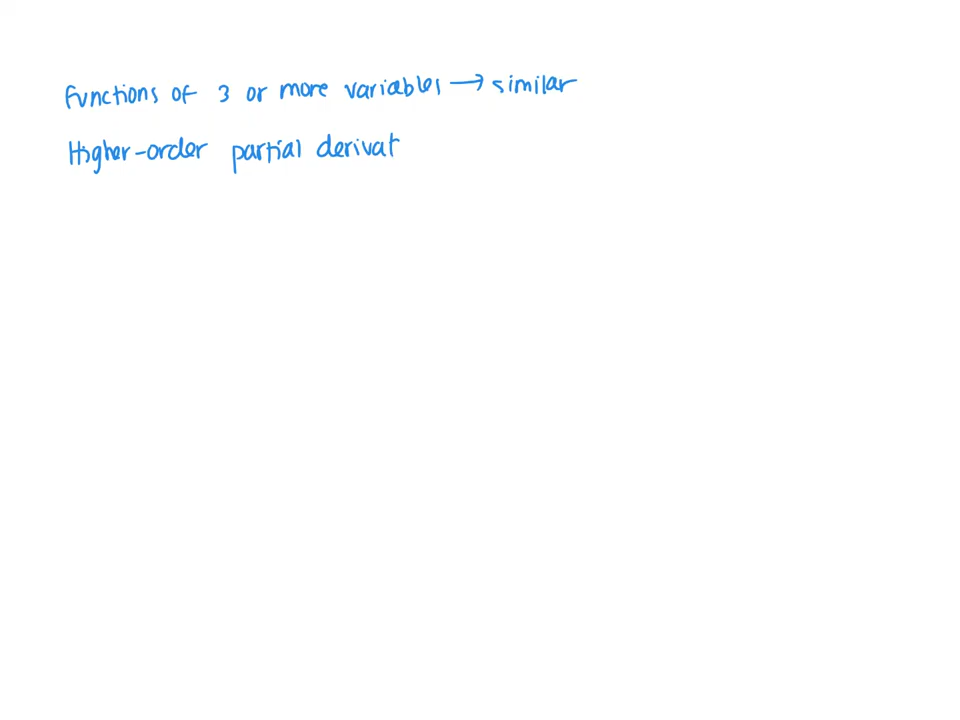 Functions of 3 or more variables → similar
Higher-order partial derivat